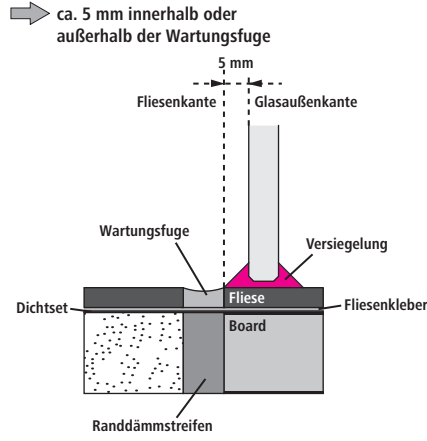 ca. 5 mm innerhalb oder
außerhalb der Wartungsfuge
5 mm
Fliesenkante
Glasaußenkante
Wartungsfuge
Versiegelung
Fliese
Dichtset
Fliesenkleber
Board
Randdämmstreifen